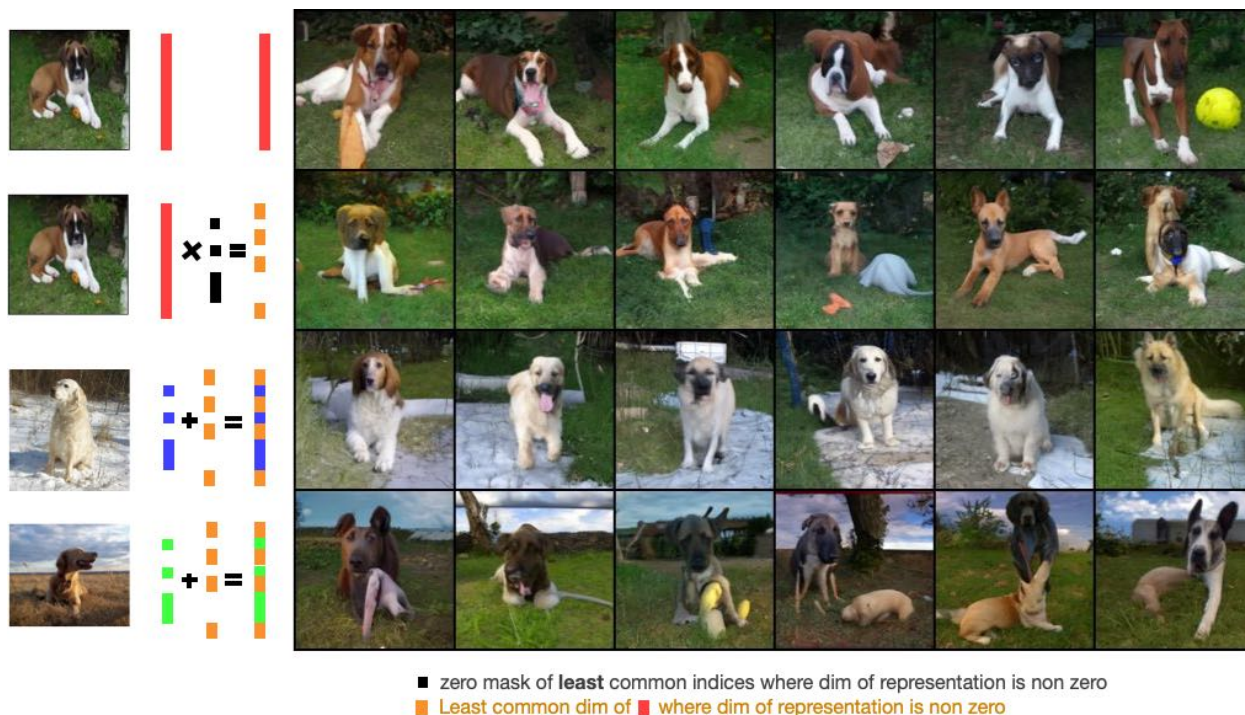 × =
+ =
+ =
zero mask of least common indices where dim of representation is non zero
Least common dim of where dim of representation is non zero